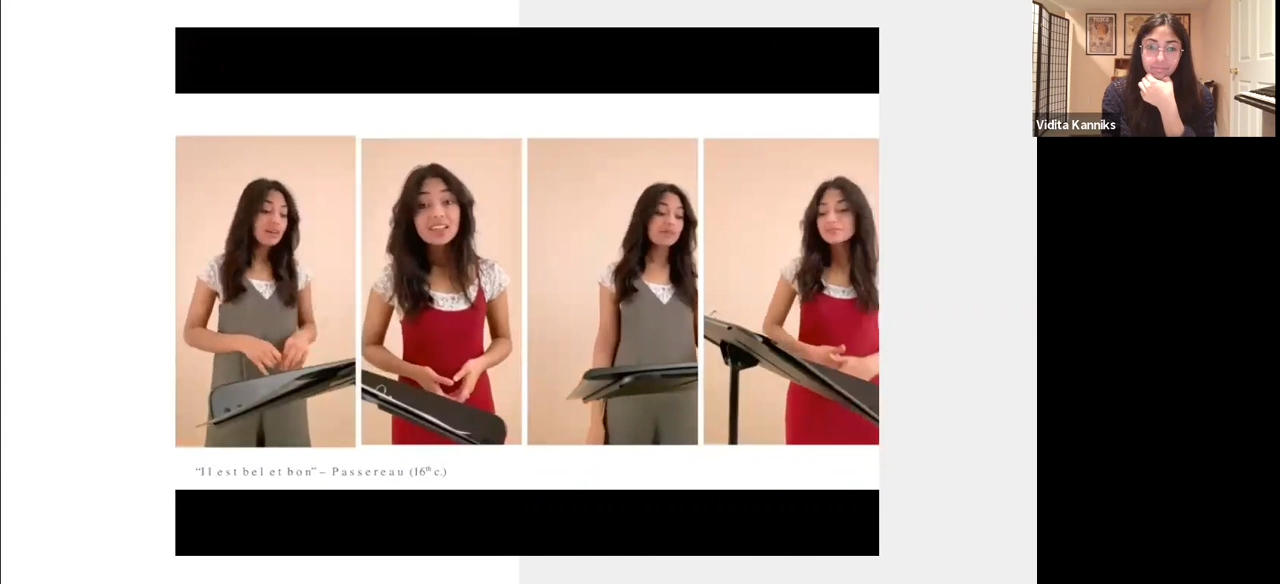 “Il est bel et bon” – Passereau (16th c.)
Vidita Kanniks